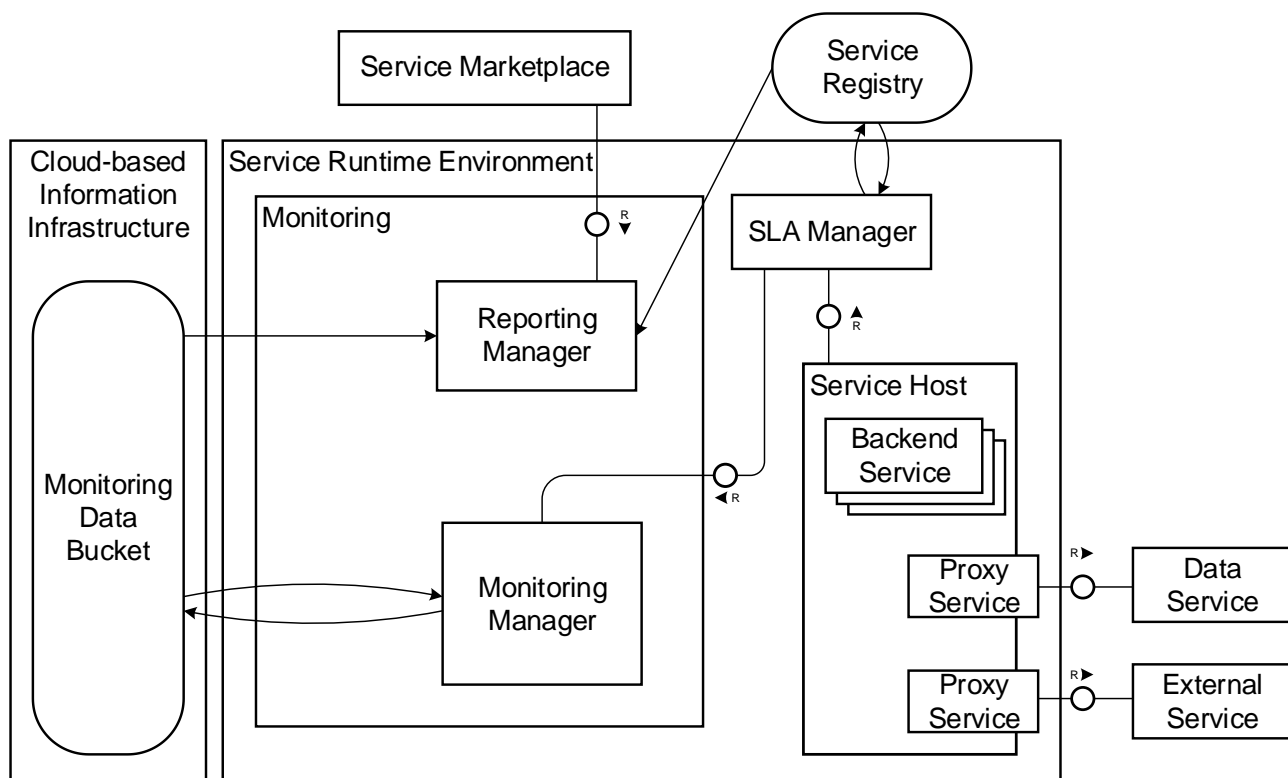 Service Marketplace
Service
Registry
Cloud-based
Information
Infrastructure
Service Runtime Environment
Monitoring
R
SLA Manager
Reporting
Manager
R
Service Host
Backend
Service
Monitoring
Data
Bucket
R
Monitoring
Manager
Proxy
Service
R
Data
Service
Proxy
Service
R
External
Service